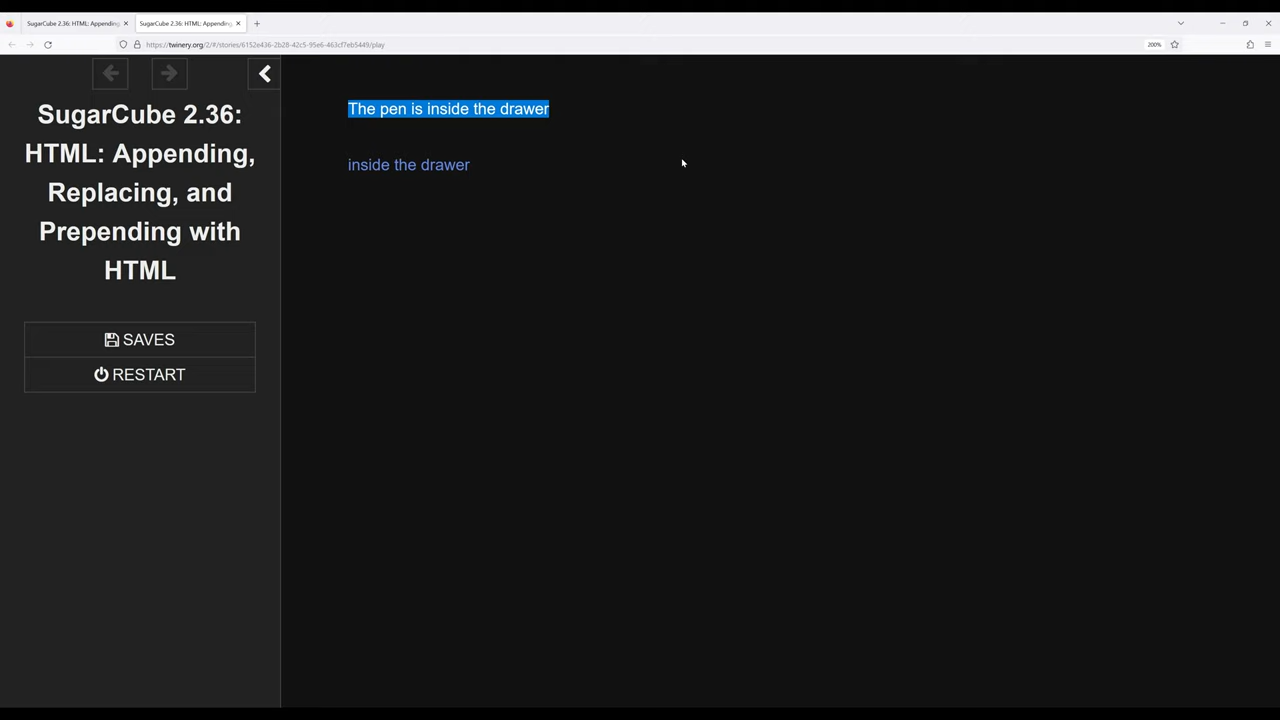 SugarCube 2.36: HTML: Appending,
SugarCube 2.36: HTML: Appending,
https://twinery.org/2/#/stories/6152e436-2b28-42c5-95e6-463cf7eb5449/play
200%
SugarCube 2.36:
HTML: Appending,
Replacing, and
Prepending with
HTML
SAVES
RESTART
The pen is inside the drawer
inside the drawer